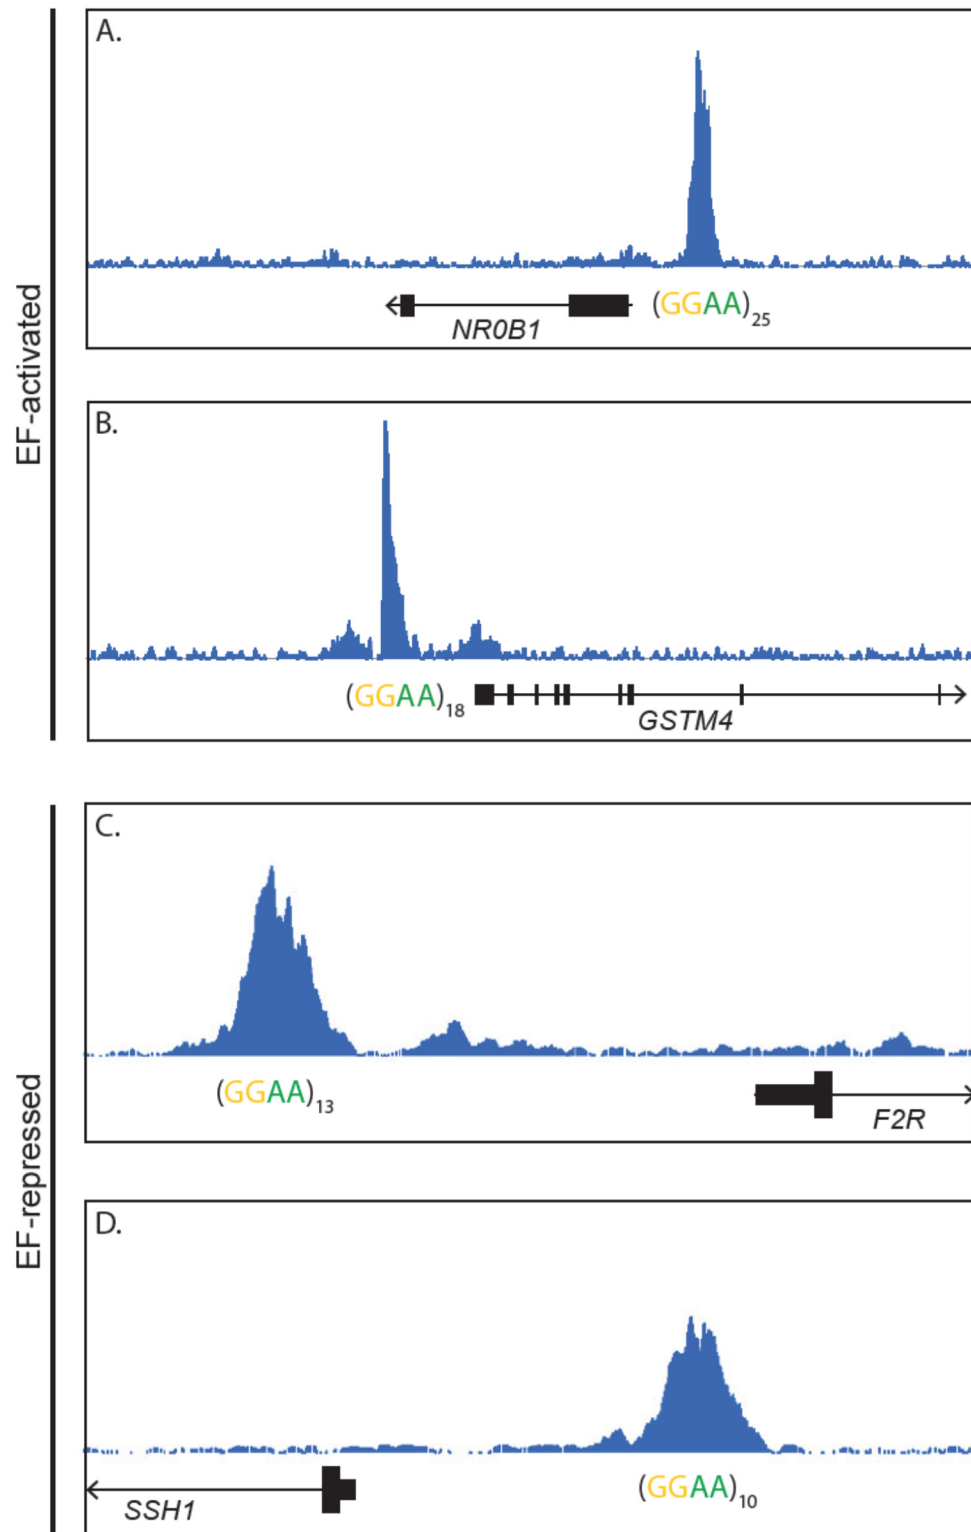 EF-activated
A.
NR0B1
(GGAA)25
B.
(GGAA)18
GSTM4
EF-repressed
C.
(GGAA)13
F2R
D.
SSH1
(GGAA)10